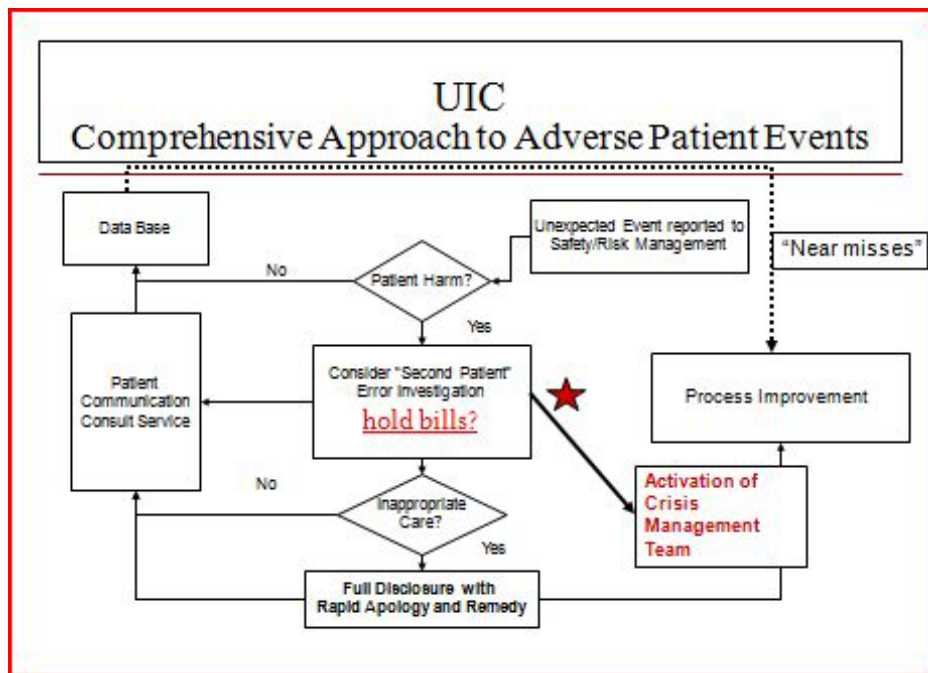 UIC
Comprehensive Approach to Adverse Patient Events
Data Base
Unexpected Event reported to
Safety/Risk Management
"Near misses"
No
Patient Harm?
Yes
Patient
Communication
Consult Service
Consider "Second Patient"
Error Investigation
hold bills?
Process Improvement
No
Inappropriate
Care?
Yes
Activation of
Crisis
Management
Team
Full Disclosure with
Rapid Apology and Remedy